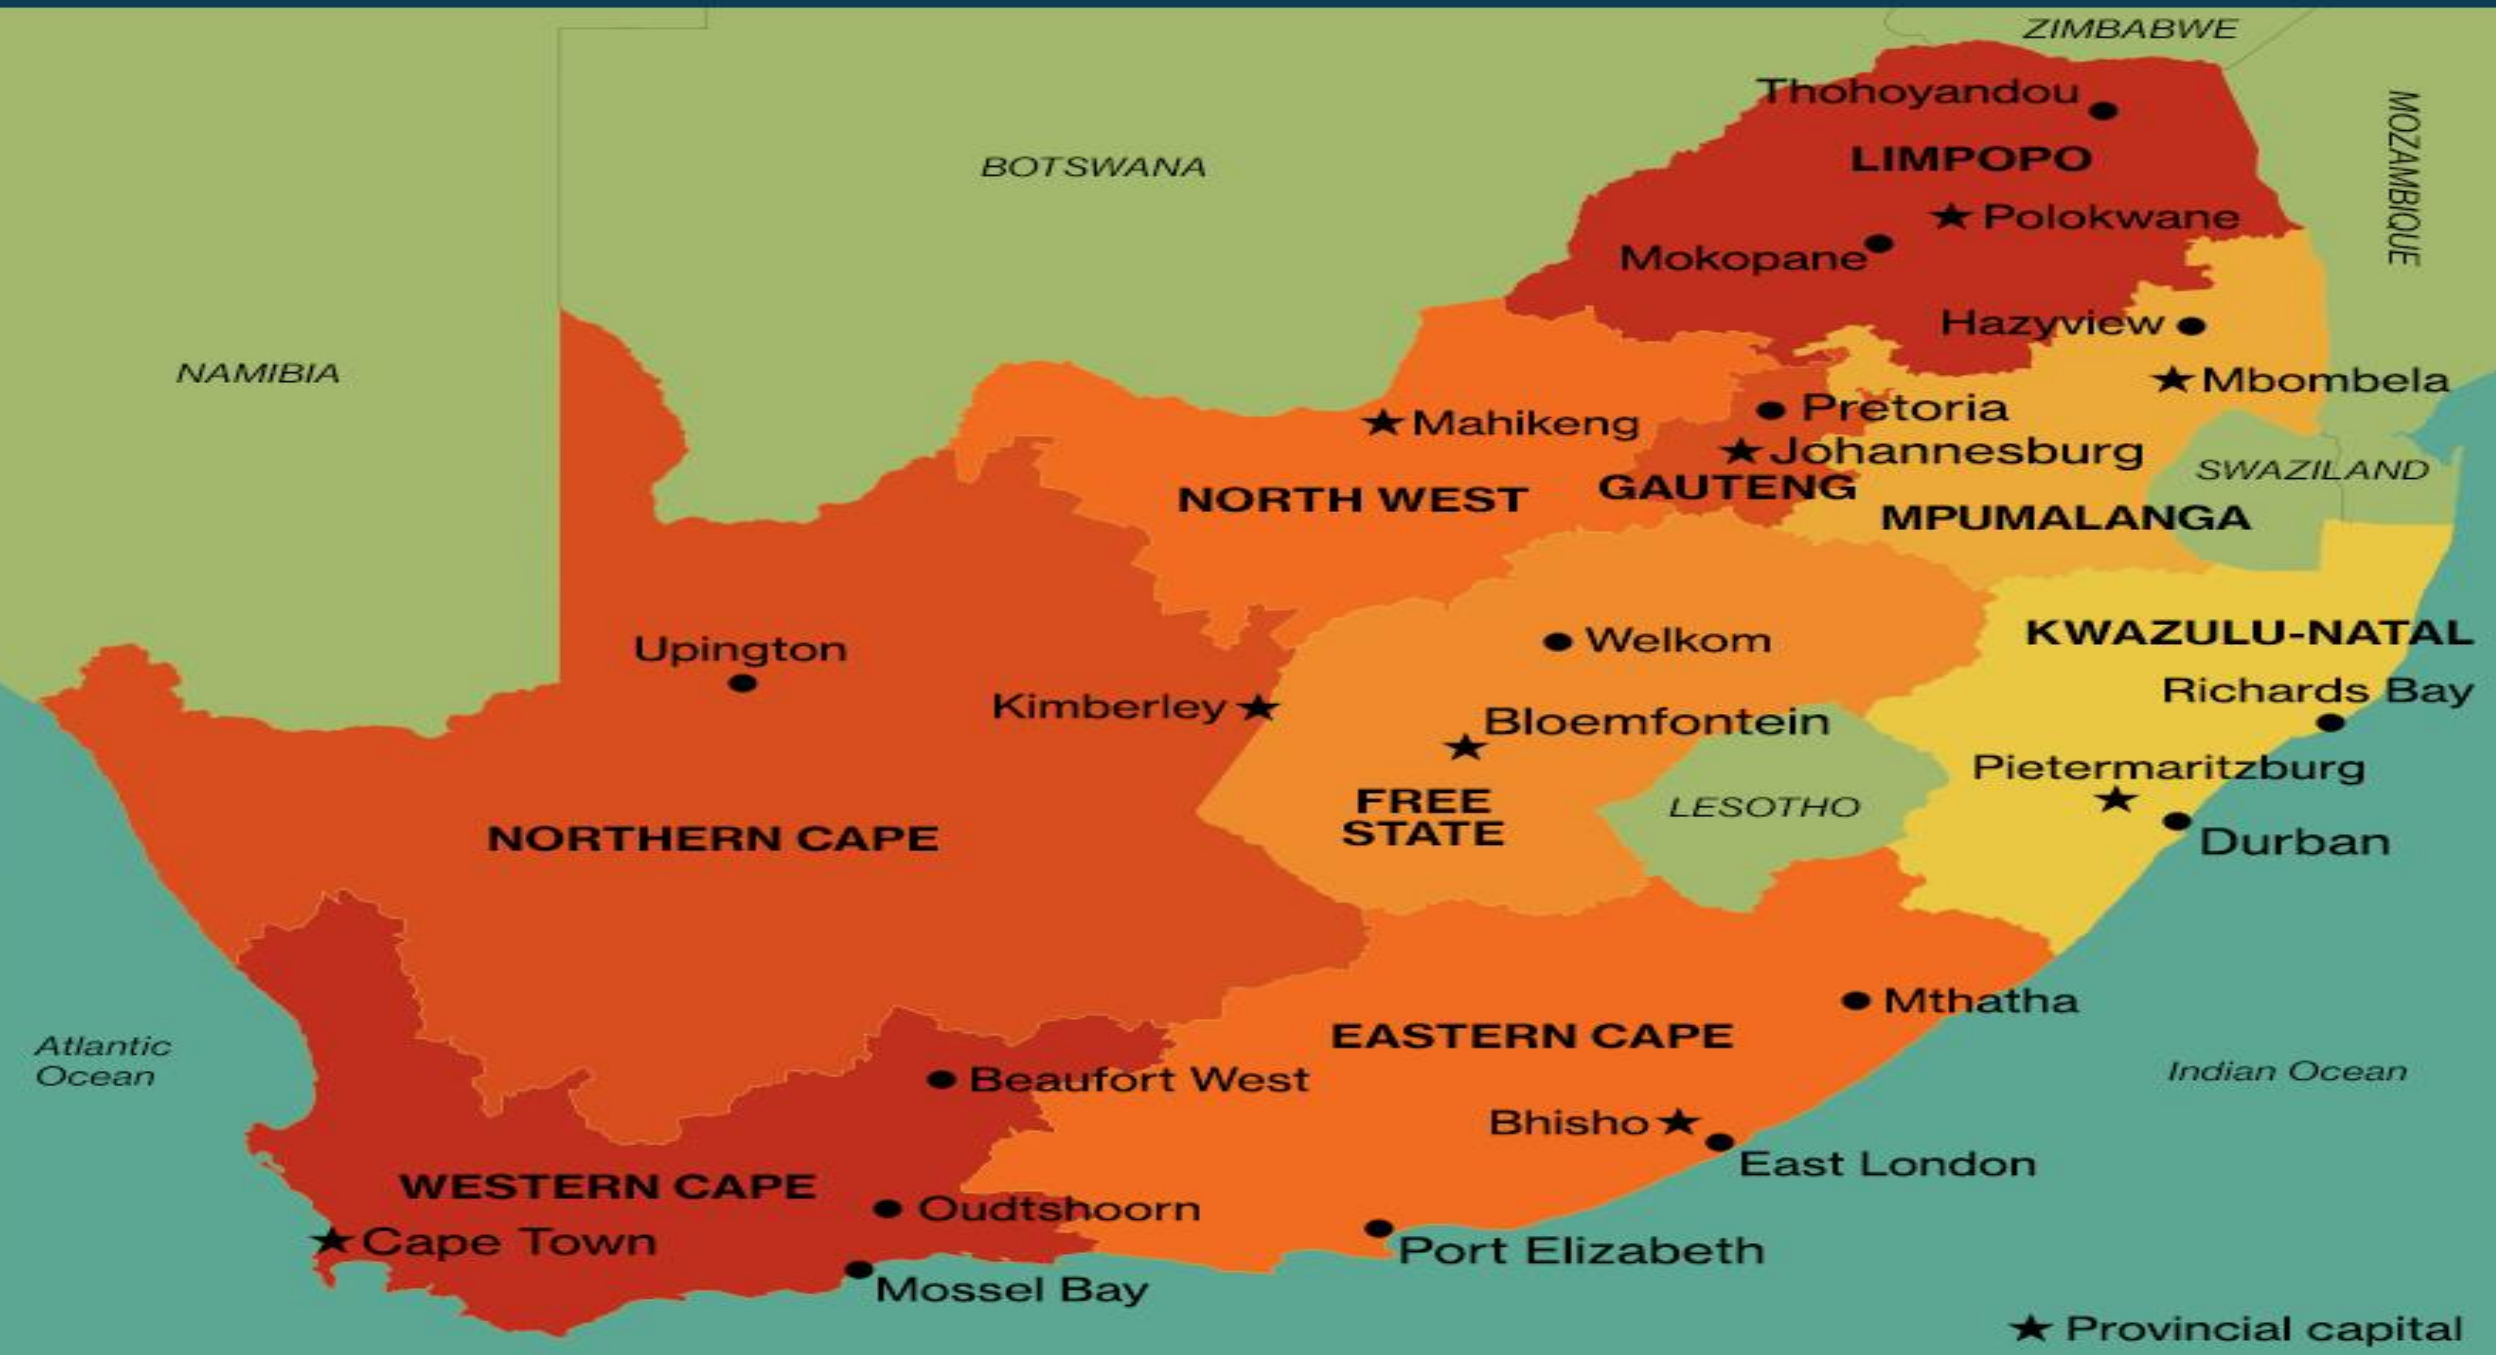 ZIMBABWE
Thohoyandou
MOZAMBIQUE
BOTSWANA
LIMPOPO
Polokwane
Mokopane
Hazyview
NAMIBIA
Mbombela
Pretoria
Mahikeng
Johannesburg
SWAZILAND
GAUTENG
NORTH WEST
MPUMALANGA
KWAZULU-NATAL
Welkom
Upington
Richards Bay
Kimberley
Bloemfontein
Pietermaritzburg
FREE
STATE
LESOTHO
NORTHERN CAPE
Durban
Mthatha
EASTERN CAPE
Atlantic
Ocean
Indian Ocean
Beaufort West
Bhisho
East London
WESTERN CAPE
Oudtshoorn
Cape Town
Port Elizabeth
Mossel Bay
Provincial capital